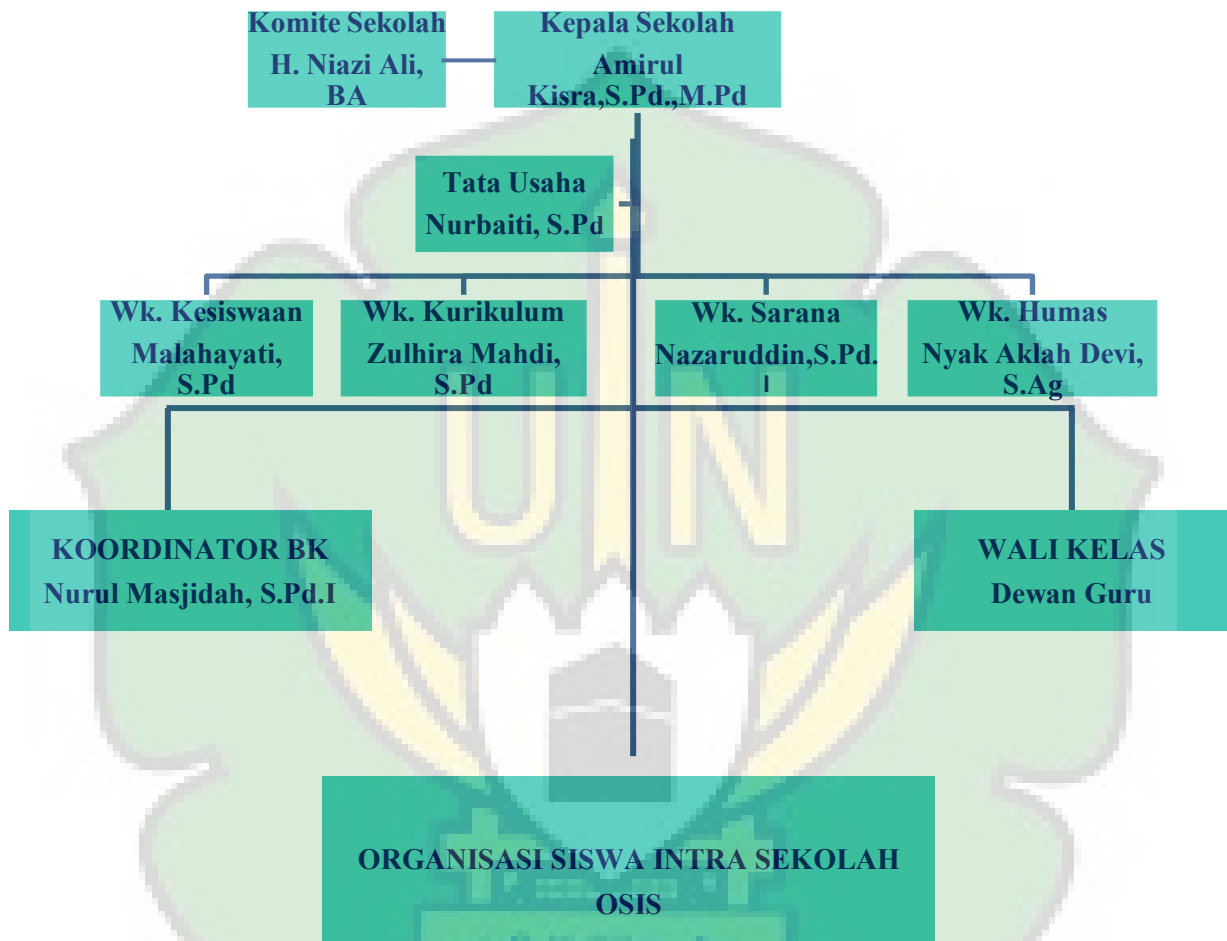 Komite Sekolah
H. Niazi Ali,
BA
Kepala Sekolah
Amirul
Kisra,S.Pd.,M.Pd
Tata Usaha
Nurbaiti, S.Pd
Wk. Kesiswaan
Malahayati,
S.Pd
Wk. Kurikulum
Zulhira Mahdi,
S.Pd
Wk. Sarana
Nazaruddin,S.Pd.
I
Wk. Humas
Nyak Aklah Devi,
S.Ag
UIN
KOORDINATOR BK
Nurul Masjidah, S.Pd.I
WALI KELAS
Dewan Guru
ORGANISASI SISWA INTRA SEKOLAH
OSIS